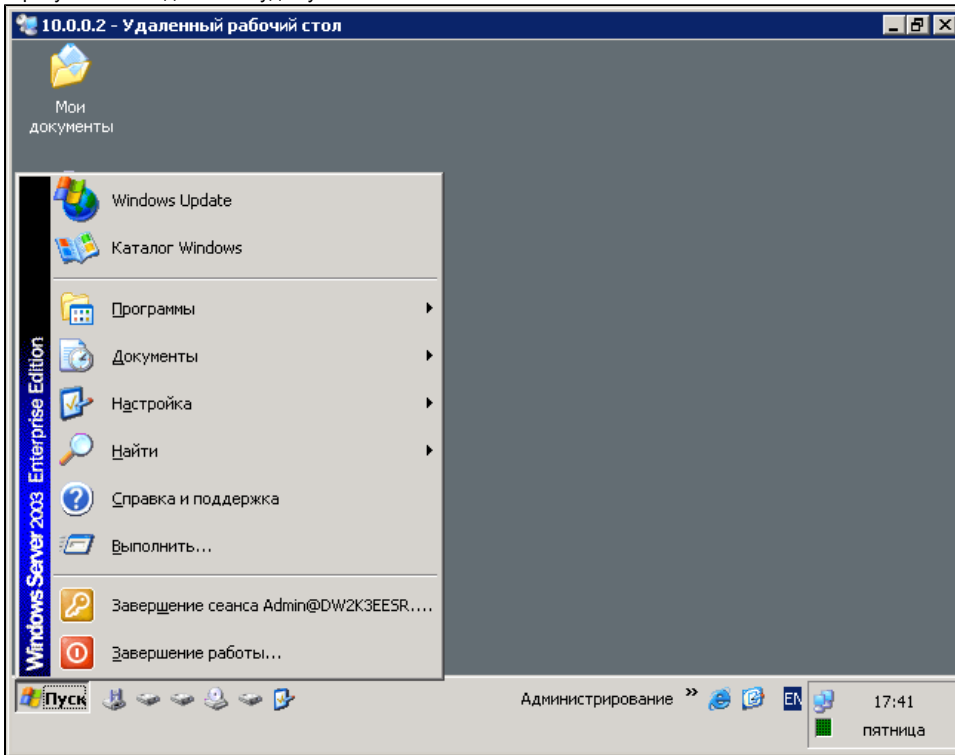 10.0.0.2 - Удаленный рабочий стол
Мои
документы
Windows Update
Каталог Windows
Программы
Документы
Настройка
Найти
Справка и поддержка
Выполнить...
Завершение сеанса Admin@DW2K3EESR....
Завершение работы...
Windows Server 2003 Enterprise Edition
Пуск
Администрирование »
EN
17:41
пятница